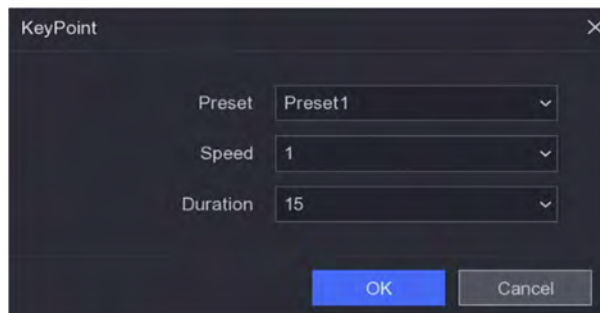 KeyPoint
Preset Preset1
Speed 1
Duration 15
OK Cancel